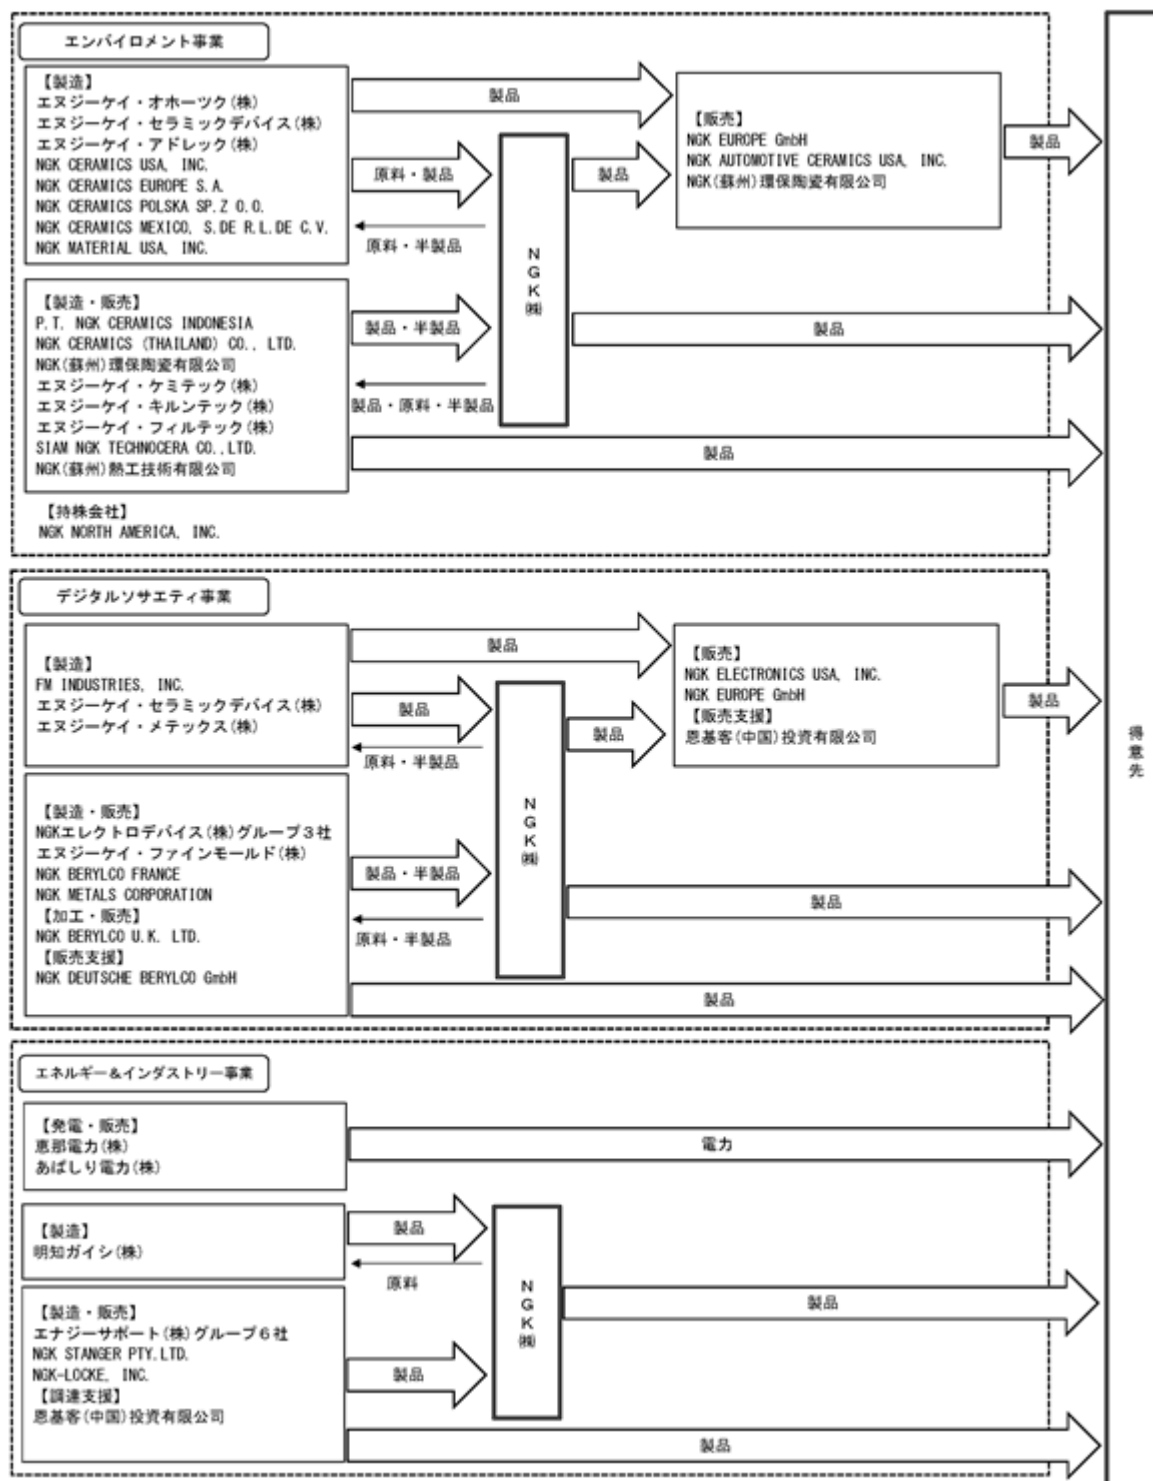 エンバイロメント事業
【製造】
エヌジーケイ・オホーツク(株)
エヌジーケイ・セラミックデバイス(株)
エヌジーケイ・アドレック(株)
NGK CERAMICS USA, INC.
NGK CERAMICS EUROPE S.A.
NGK CERAMICS POLSKA SP.Z O.O.
NGK CERAMICS MEXICO, S.DE R.L.DE C.V.
NGK MATERIAL USA, INC.
製品
原料・製品
原料・半製品
NGK㈱
製品
【販売】
NGK EUROPE GmbH
NGK AUTOMOTIVE CERAMICS USA, INC.
NGK(蘇州)環保陶瓷有限公司
製品
【製造・販売】
P.T. NGK CERAMICS INDONESIA
NGK CERAMICS (THAILAND) CO., LTD.
NGK(蘇州)環保陶瓷有限公司
エヌジーケイ・ケミテック(株)
エヌジーケイ・キルンテック(株)
エヌジーケイ・フィルテック(株)
SIAM NGK TECHNOCERA CO.,LTD.
NGK(蘇州)熱工技術有限公司
製品・半製品
製品・原料・半製品
製品
製品
【持株会社】
NGK NORTH AMERICA, INC.
デジタルソサエティ事業
【製造】
FM INDUSTRIES, INC.
エヌジーケイ・セラミックデバイス(株)
エヌジーケイ・メテックス(株)
製品
製品
原料・半製品
NGK㈱
製品
【販売】
NGK ELECTRONICS USA, INC.
NGK EUROPE GmbH
【販売支援】
恩基客(中国)投資有限公司
製品
【製造・販売】
NGKエレクトロデバイス(株)グループ3社
エヌジーケイ・ファインモールド(株)
NGK BERYLCO FRANCE
NGK METALS CORPORATION
【加工・販売】
NGK BERYLCO U.K. LTD.
【販売支援】
NGK DEUTSCHE BERYLCO GmbH
製品・半製品
原料・半製品
製品
製品
得意先
エネルギー＆インダストリー事業
【発電・販売】
恵那電力(株)
あばしり電力(株)
電力
【製造】
明知ガイシ(株)
製品
原料
NGK㈱
製品
【製造・販売】
エナジーサポート(株)グループ6社
NGK STANGER PTY.LTD.
NGK-LOCKE, INC.
【調達支援】
恩基客(中国)投資有限公司
製品
製品